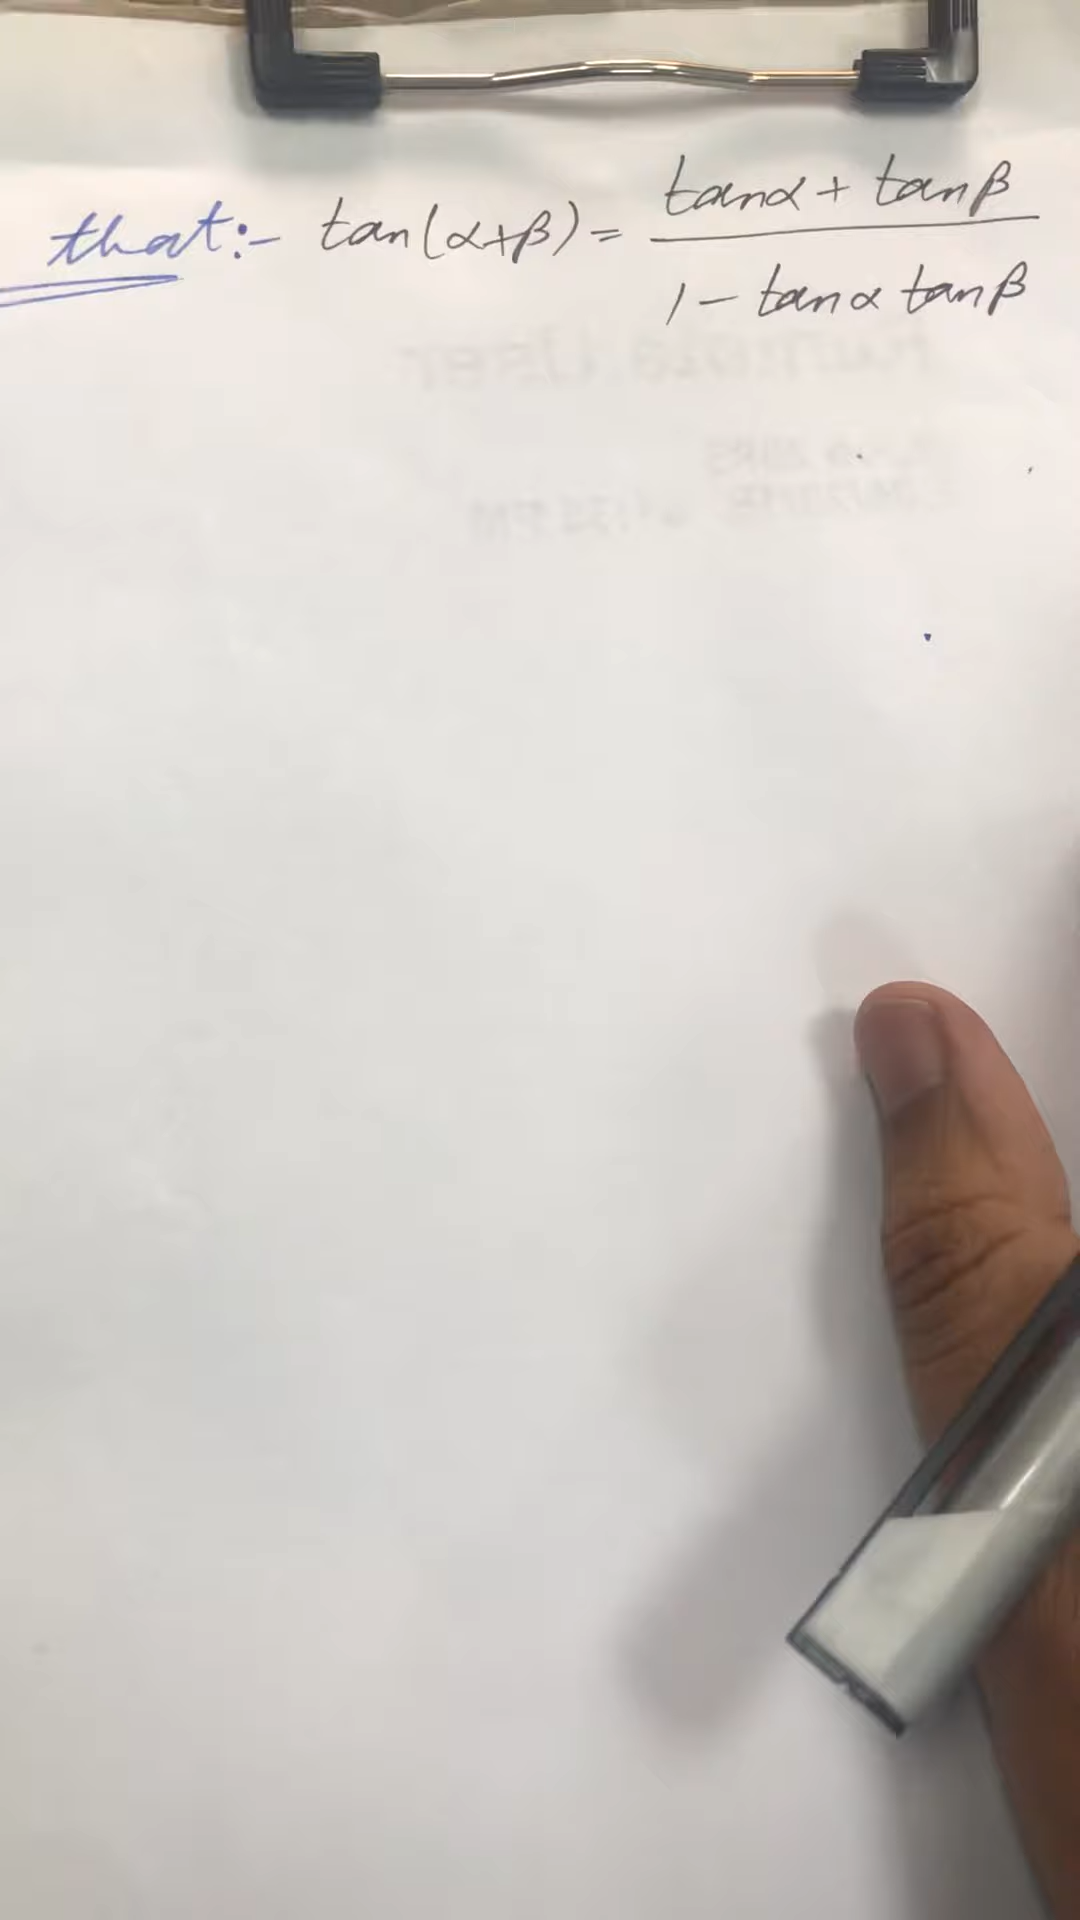 that:- tan(α+β) = tanα + tanβ / 1 - tanα tanβ